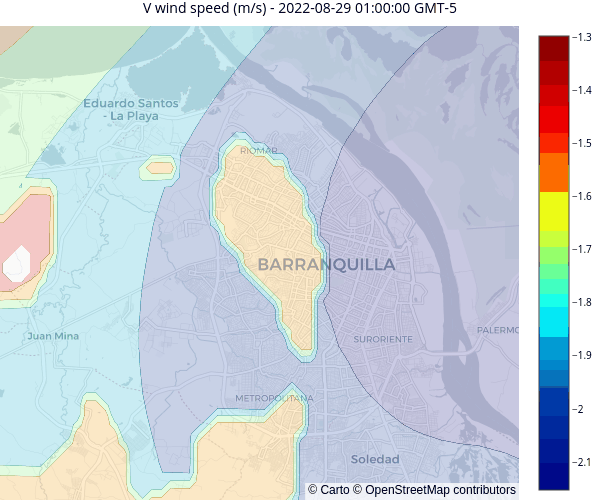 V wind speed (m/s) - 2022-08-29 01:00:00 GMT-5
−1.3
−1.4
−1.5
−1.6
−1.7
−1.8
−1.9
−2
−2.1
Eduardo Santos
- La Playa
RIOMAR
BARRANQUILLA
Juan Mina
SURORIENTE
PALERMO
METROPOLITANA
Soledad
© Carto © OpenStreetMap contributors